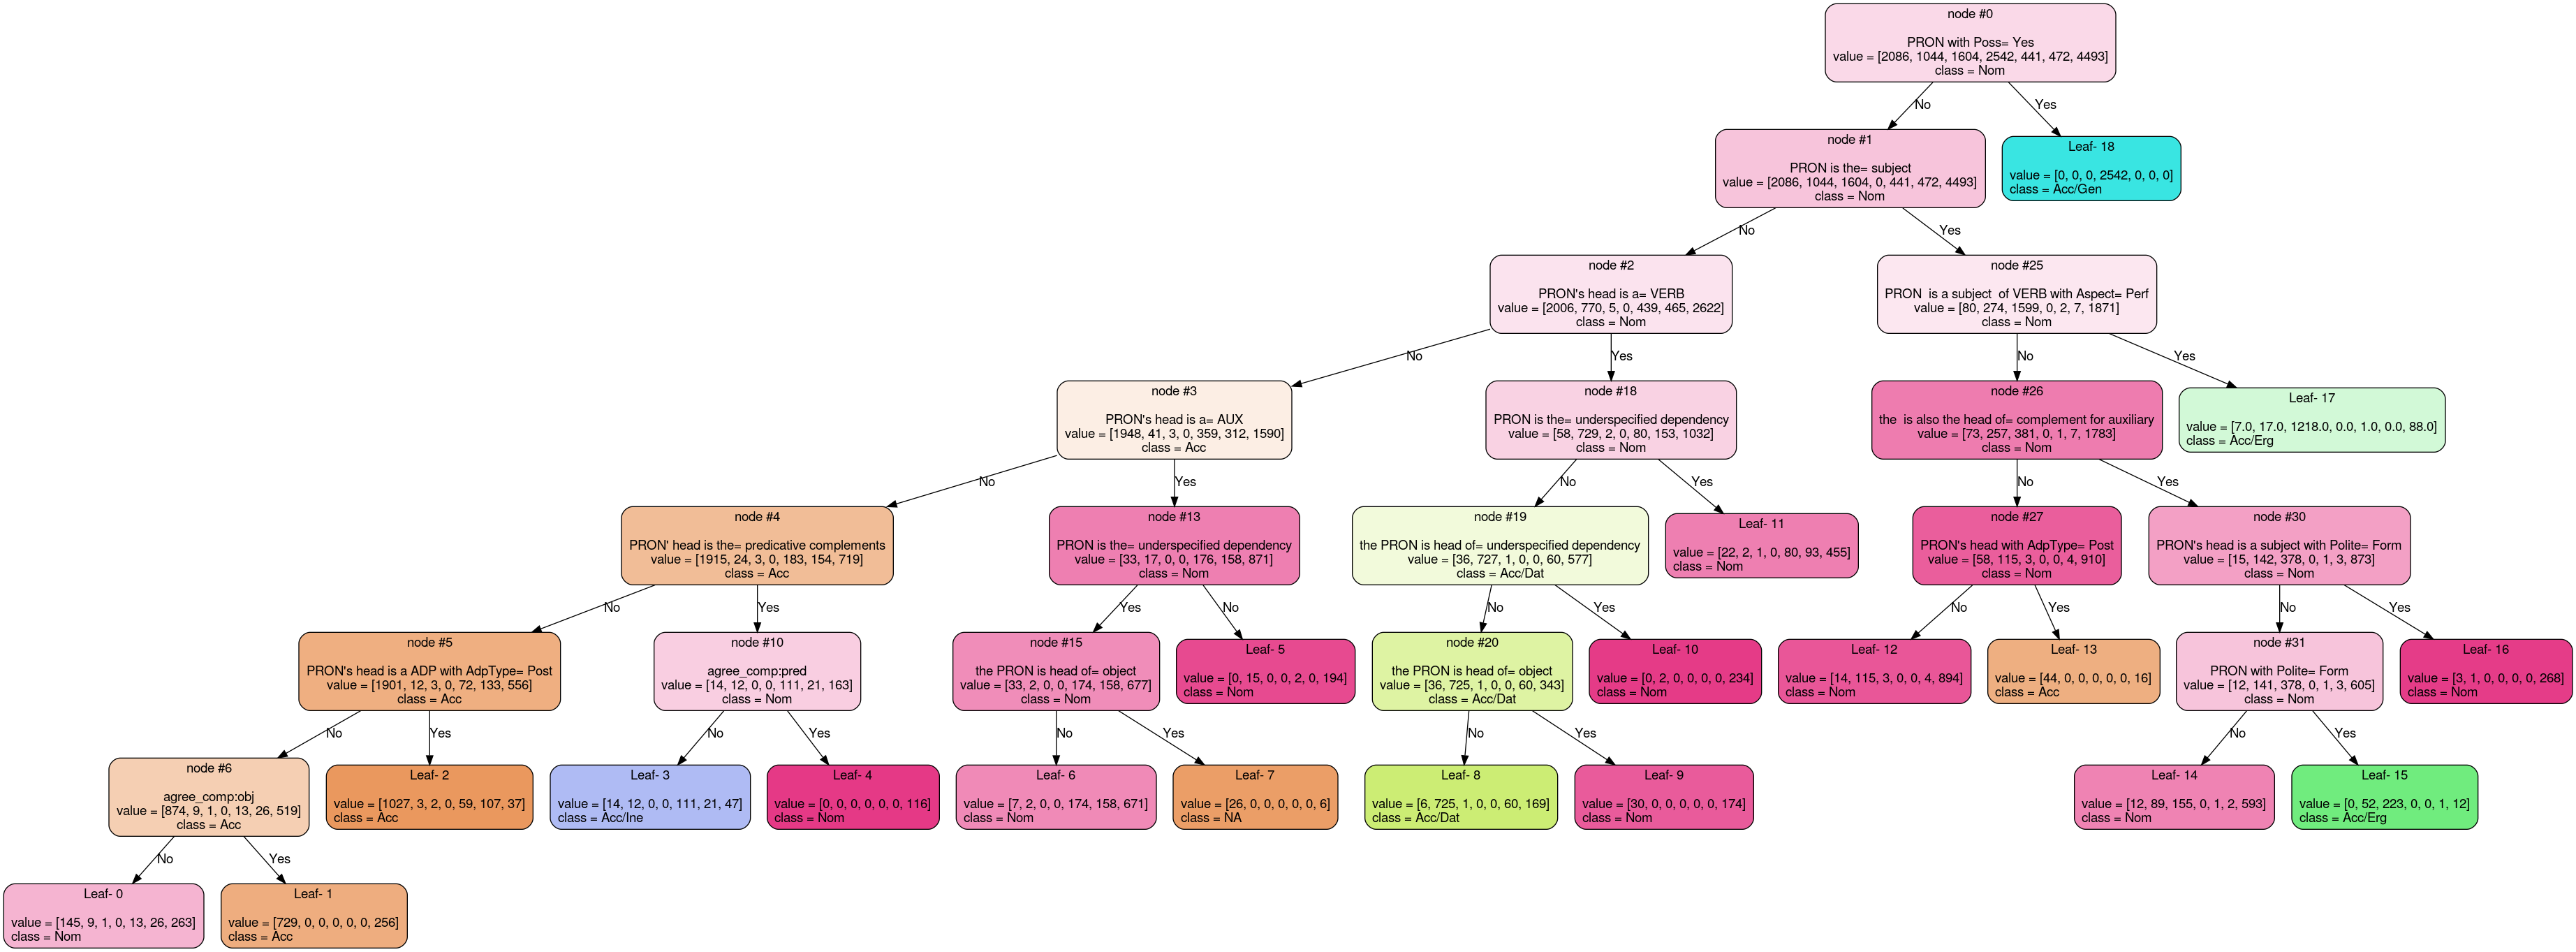 node #0
PRON with Poss= Yes
value = [2086, 1044, 1604, 2542, 441, 472, 4493]
class = Nom
No
Yes
node #1
PRON is the= subject
value = [2086, 1044, 1604, 0, 441, 472, 4493]
class = Nom
Leaf- 18
value = [0, 0, 0, 2542, 0, 0, 0]
class = Acc/Gen
No
Yes
node #2
PRON's head is a= VERB
value = [2006, 770, 5, 0, 439, 465, 2622]
class = Nom
node #25
PRON  is a subject  of VERB with Aspect= Perf
value = [80, 274, 1599, 0, 2, 7, 1871]
class = Nom
No
Yes
No
Yes
node #3
PRON's head is a= AUX
value = [1948, 41, 3, 0, 359, 312, 1590]
class = Acc
node #18
PRON is the= underspecified dependency
value = [58, 729, 2, 0, 80, 153, 1032]
class = Nom
node #26
the  is also the head of= complement for auxiliary
value = [73, 257, 381, 0, 1, 7, 1783]
class = Nom
Leaf- 17
value = [7.0, 17.0, 1218.0, 0.0, 1.0, 0.0, 88.0]
class = Acc/Erg
No
Yes
No
Yes
No
Yes
node #4
PRON' head is the= predicative complements
value = [1915, 24, 3, 0, 183, 154, 719]
class = Acc
node #13
PRON is the= underspecified dependency
value = [33, 17, 0, 0, 176, 158, 871]
class = Nom
node #19
the PRON is head of= underspecified dependency
value = [36, 727, 1, 0, 0, 60, 577]
class = Acc/Dat
Leaf- 11
value = [22, 2, 1, 0, 80, 93, 455]
class = Nom
node #27
PRON's head with AdpType= Post
value = [58, 115, 3, 0, 0, 4, 910]
class = Nom
node #30
PRON's head is a subject with Polite= Form
value = [15, 142, 378, 0, 1, 3, 873]
class = Nom
No
Yes
Yes
No
No
Yes
No
Yes
No
Yes
node #5
PRON's head is a ADP with AdpType= Post
value = [1901, 12, 3, 0, 72, 133, 556]
class = Acc
node #10
agree_comp:pred
value = [14, 12, 0, 0, 111, 21, 163]
class = Nom
node #15
the PRON is head of= object
value = [33, 2, 0, 0, 174, 158, 677]
class = Nom
Leaf- 5
value = [0, 15, 0, 0, 2, 0, 194]
class = Nom
node #20
the PRON is head of= object
value = [36, 725, 1, 0, 0, 60, 343]
class = Acc/Dat
Leaf- 10
value = [0, 2, 0, 0, 0, 0, 234]
class = Nom
Leaf- 12
value = [14, 115, 3, 0, 0, 4, 894]
class = Nom
Leaf- 13
value = [44, 0, 0, 0, 0, 0, 16]
class = Acc
node #31
PRON with Polite= Form
value = [12, 141, 378, 0, 1, 3, 605]
class = Nom
Leaf- 16
value = [3, 1, 0, 0, 0, 0, 268]
class = Nom
No
Yes
No
Yes
No
Yes
No
Yes
No
Yes
node #6
agree_comp:obj
value = [874, 9, 1, 0, 13, 26, 519]
class = Acc
Leaf- 2
value = [1027, 3, 2, 0, 59, 107, 37]
class = Acc
Leaf- 3
value = [14, 12, 0, 0, 111, 21, 47]
class = Acc/Ine
Leaf- 4
value = [0, 0, 0, 0, 0, 0, 116]
class = Nom
Leaf- 6
value = [7, 2, 0, 0, 174, 158, 671]
class = Nom
Leaf- 7
value = [26, 0, 0, 0, 0, 0, 6]
class = NA
Leaf- 8
value = [6, 725, 1, 0, 0, 60, 169]
class = Acc/Dat
Leaf- 9
value = [30, 0, 0, 0, 0, 0, 174]
class = Nom
Leaf- 14
value = [12, 89, 155, 0, 1, 2, 593]
class = Nom
Leaf- 15
value = [0, 52, 223, 0, 0, 1, 12]
class = Acc/Erg
No
Yes
Leaf- 0
value = [145, 9, 1, 0, 13, 26, 263]
class = Nom
Leaf- 1
value = [729, 0, 0, 0, 0, 0, 256]
class = Acc